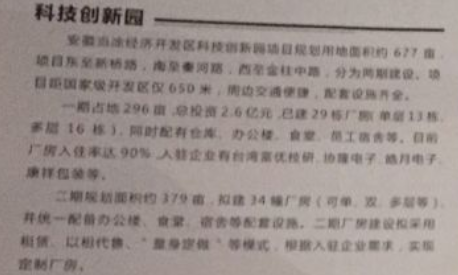 科技创新园
安徽当涂经济开发区科技创新园项目规划用地面积约 677 亩，
项目东至新桥路，南至秦河路，西至金柱中路，分为两期建设。项
目距国家级开发区仅 650 米，周边交通便捷，配套设施齐全。
一期占地 296 亩，总投资 2.6 亿元，已建 29 栋厂房（单层 13 栋，
多层 16 栋），同时配有仓库、办公楼、食堂、员工宿舍等。目前
厂房入住率达 90%，入驻企业有台湾富优技研、协隆电子、皓月电子、
康祥包装等。
二期规划面积约 379 亩，拟建 34 幢厂房（可单、双、多层等），
并统一配备办公楼、食堂、宿舍等配套设施。二期厂房建设拟采用
租赁、以租代售、“量身定做”等模式，根据入驻企业需求，实现
定制厂房。